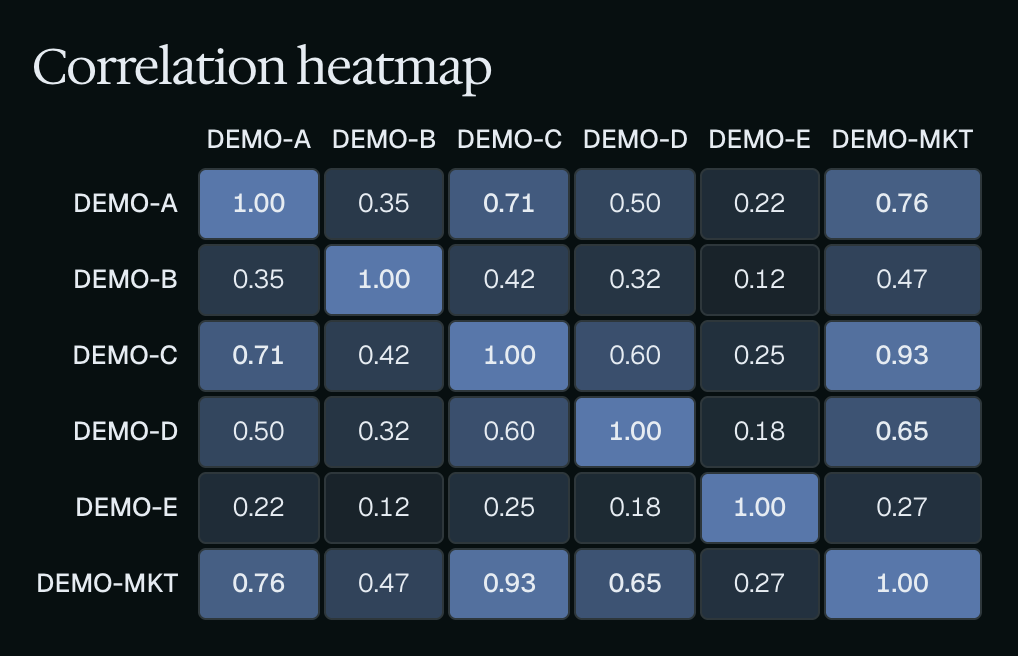 Correlation heatmap
DEMO-A DEMO-B DEMO-C DEMO-D DEMO-E DEMO-MKT
DEMO-A 1.00 0.35 0.71 0.50 0.22 0.76
DEMO-B 0.35 1.00 0.42 0.32 0.12 0.47
DEMO-C 0.71 0.42 1.00 0.60 0.25 0.93
DEMO-D 0.50 0.32 0.60 1.00 0.18 0.65
DEMO-E 0.22 0.12 0.25 0.18 1.00 0.27
DEMO-MKT 0.76 0.47 0.93 0.65 0.27 1.00